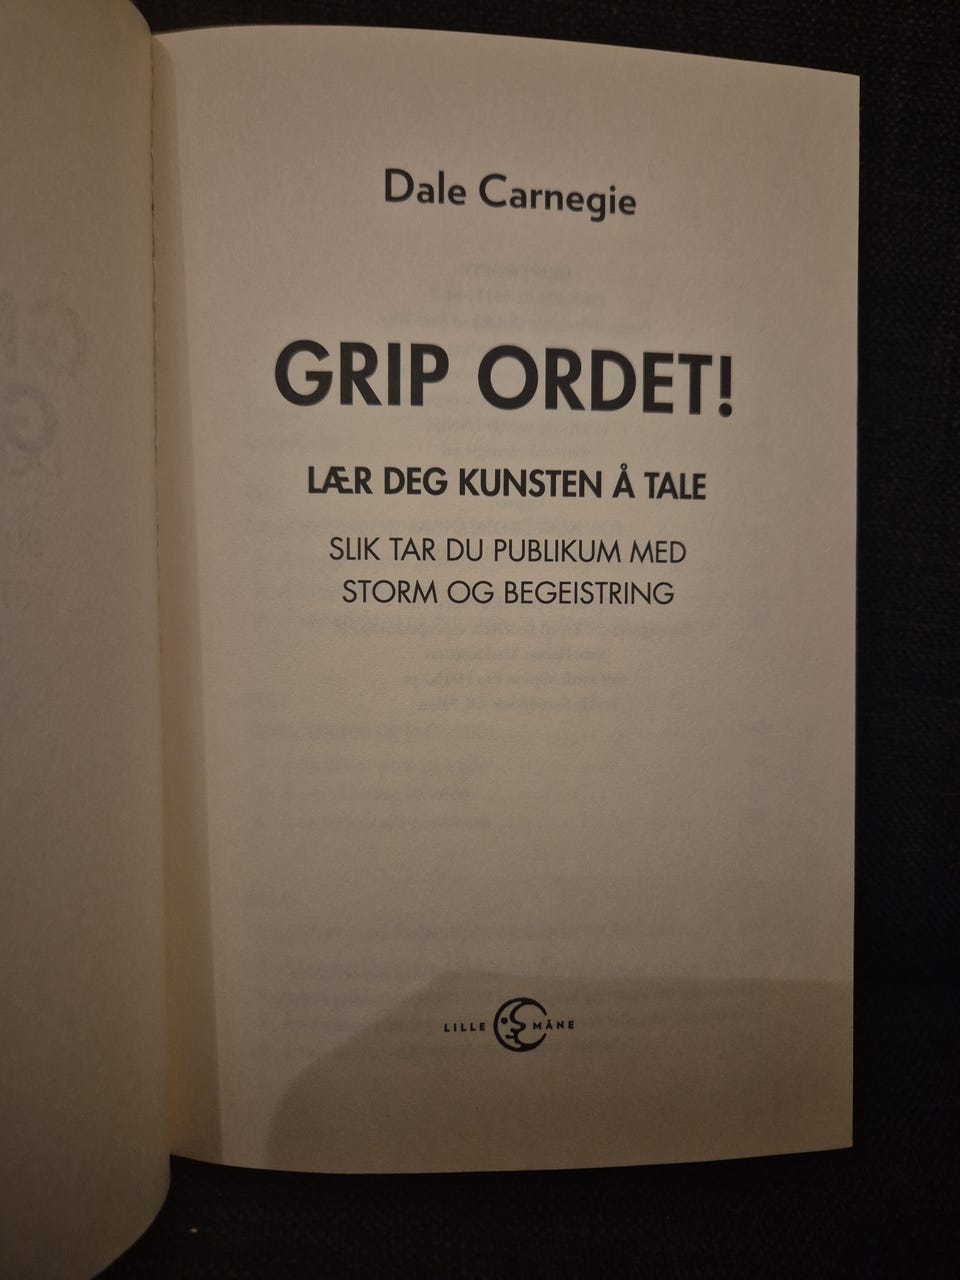 Dale Carnegie
GRIP ORDET!
LÆR DEG KUNSTEN Å TALE
SLIK TAR DU PUBLIKUM MED
STORM OG BEGEISTRING
LILLE MÅNE